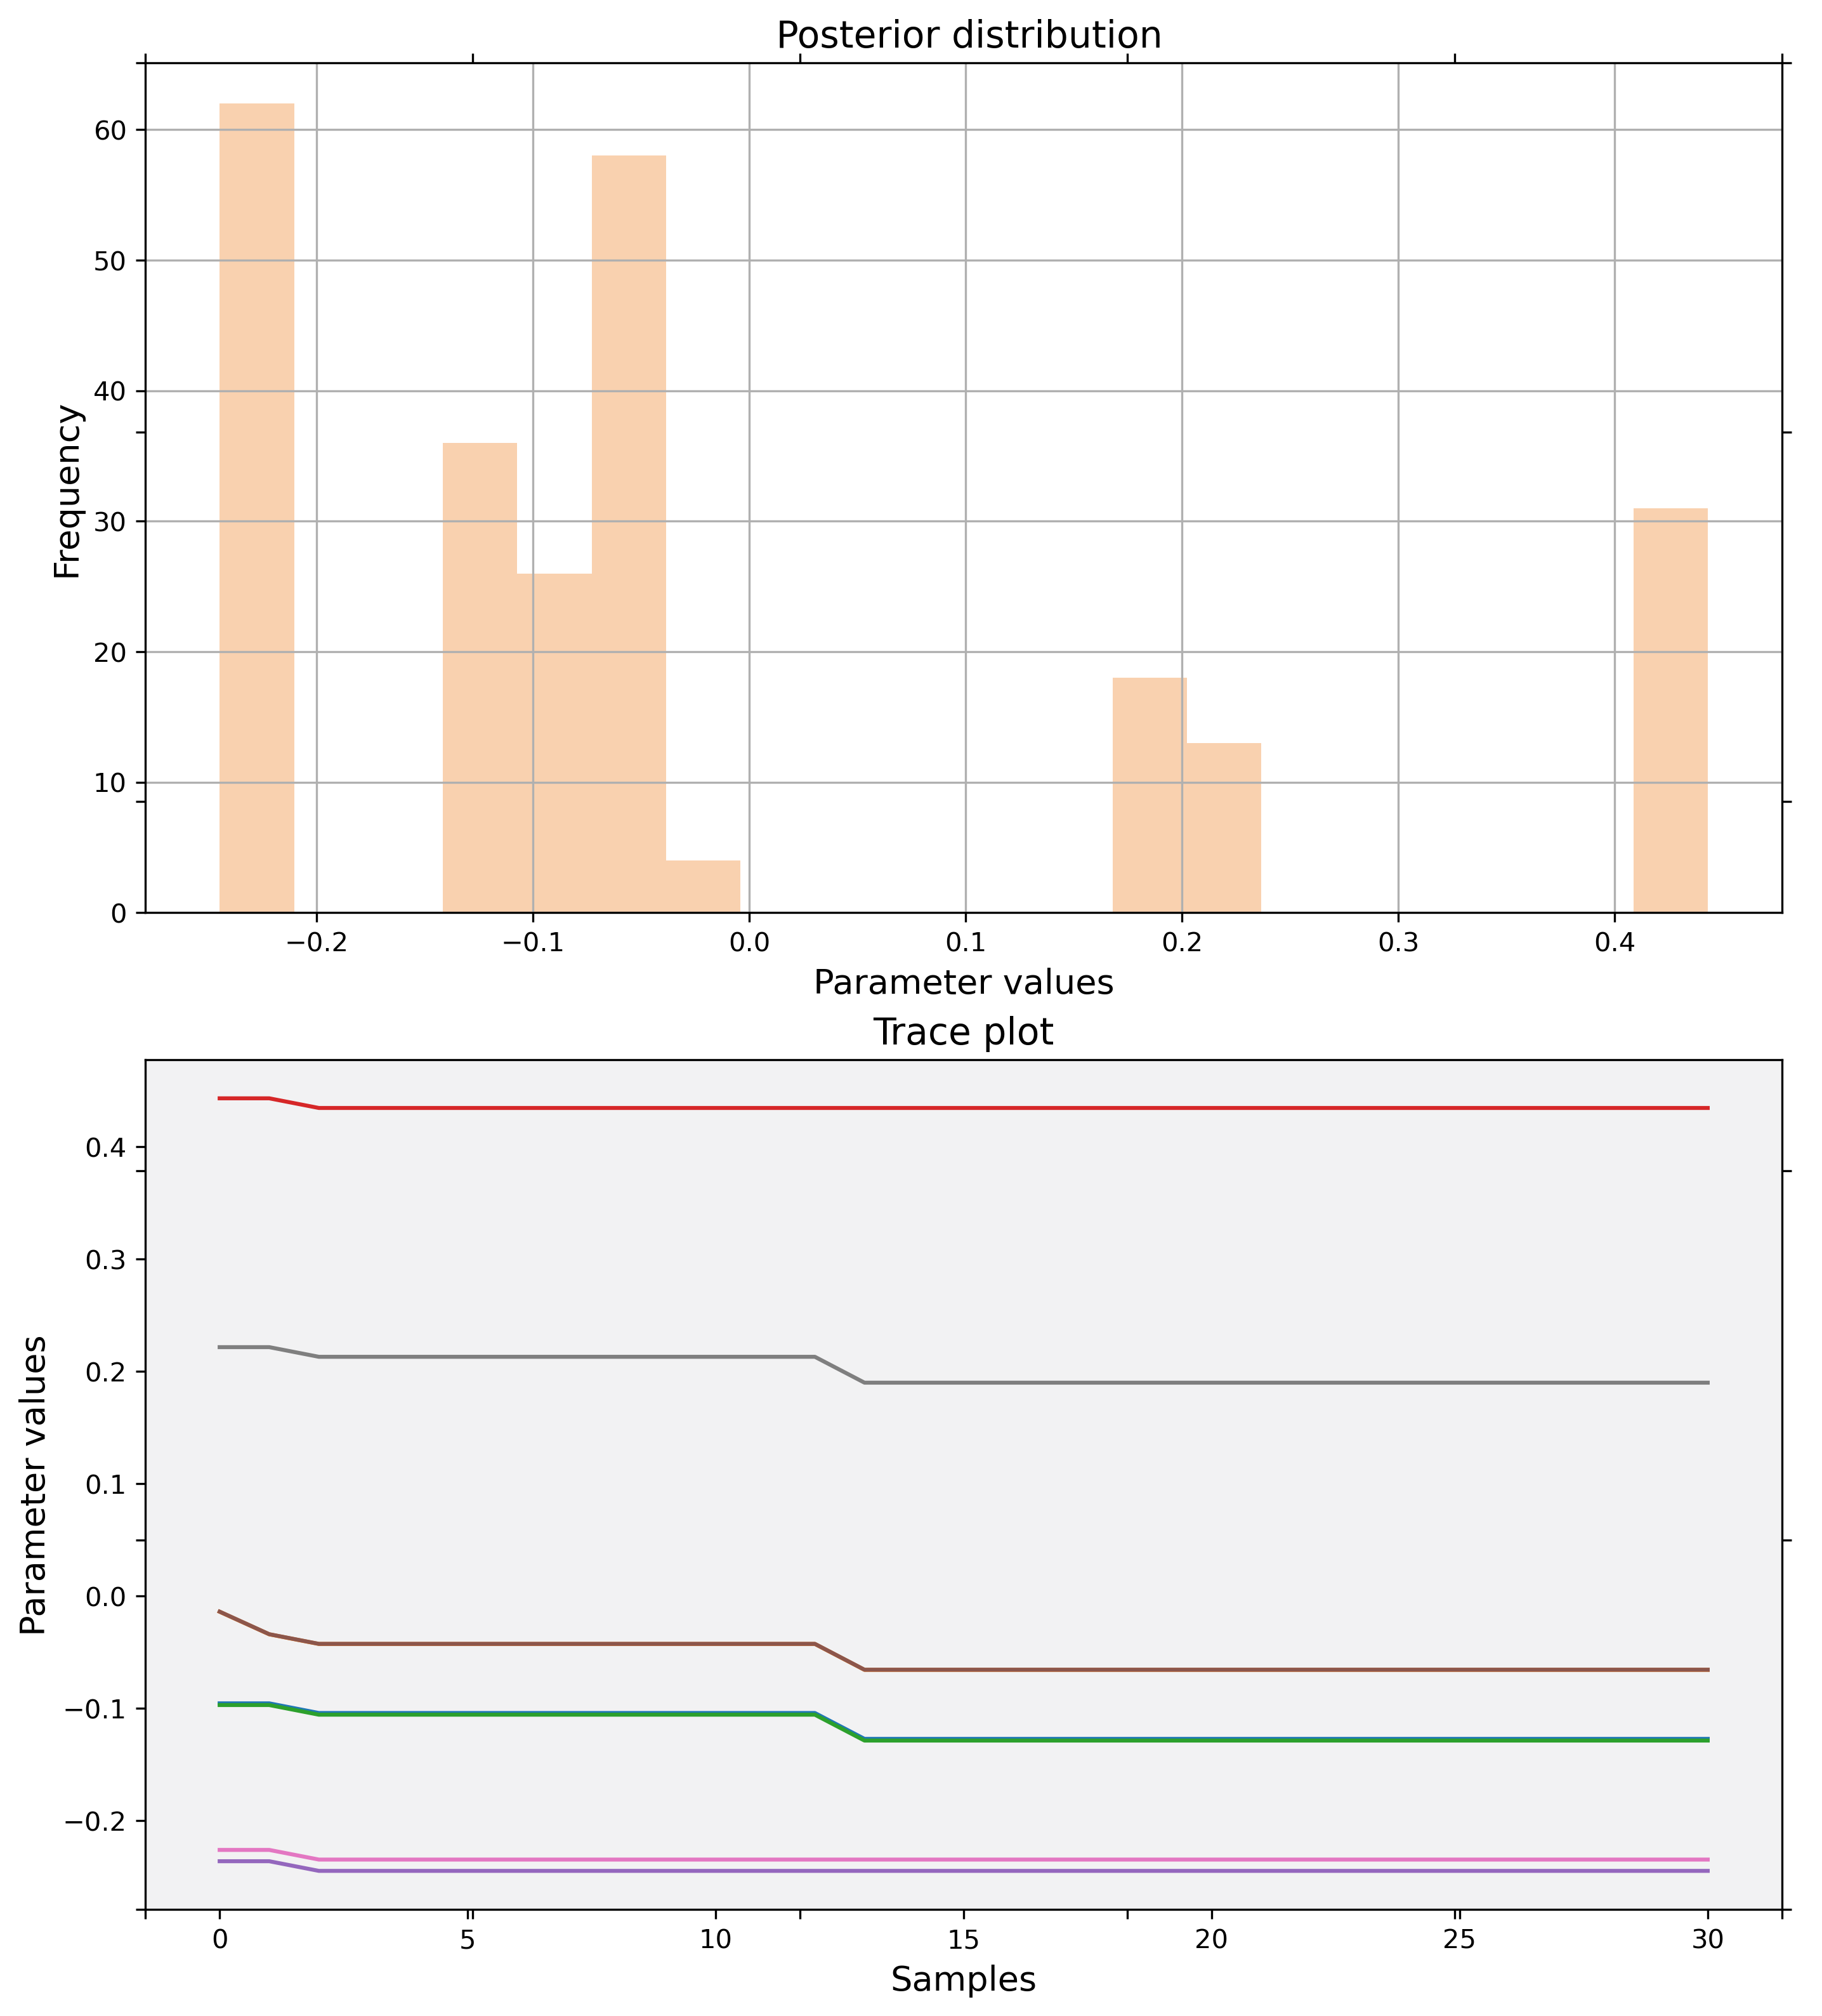 Posterior distribution
Frequency
60
50
40
30
20
10
0
−0.2 −0.1 0.0 0.1 0.2 0.3 0.4
Parameter values
Trace plot
Parameter values
0.4
0.3
0.2
0.1
0.0
−0.1
−0.2
0 5 10 15 20 25 30
Samples